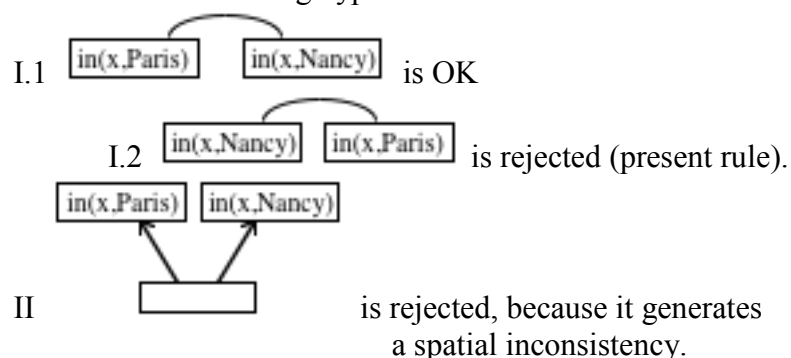 I.1 in(x,Paris) in(x,Nancy) is OK
I.2 in(x,Nancy) in(x,Paris) is rejected (present rule).
in(x,Paris) in(x,Nancy)
II is rejected, because it generates
a spatial inconsistency.